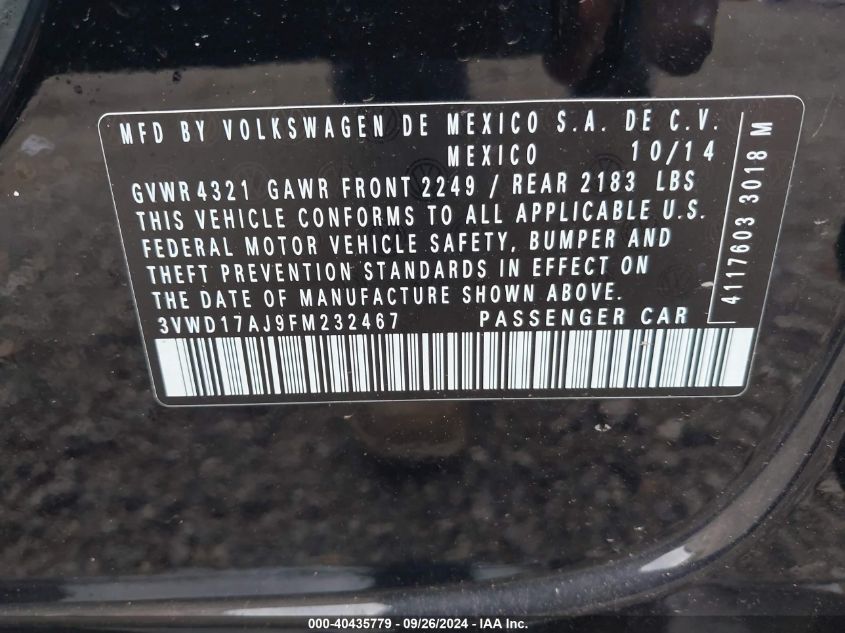 MFD BY VOLKSWAGEN DE MEXICO S.A. DE C.V.
MEXICO 10/14
GVWR 4321 GAWR FRONT 2249 / REAR 2183 LBS
THIS VEHICLE CONFORMS TO ALL APPLICABLE U.S.
FEDERAL MOTOR VEHICLE SAFETY, BUMPER AND
THEFT PREVENTION STANDARDS IN EFFECT ON
THE DATE OF MANUFACTURE SHOWN ABOVE.
3VWD17AJ9FM232467 PASSENGER CAR
4117603 3018 M
000-40435779 - 09/26/2024 - IAA Inc.